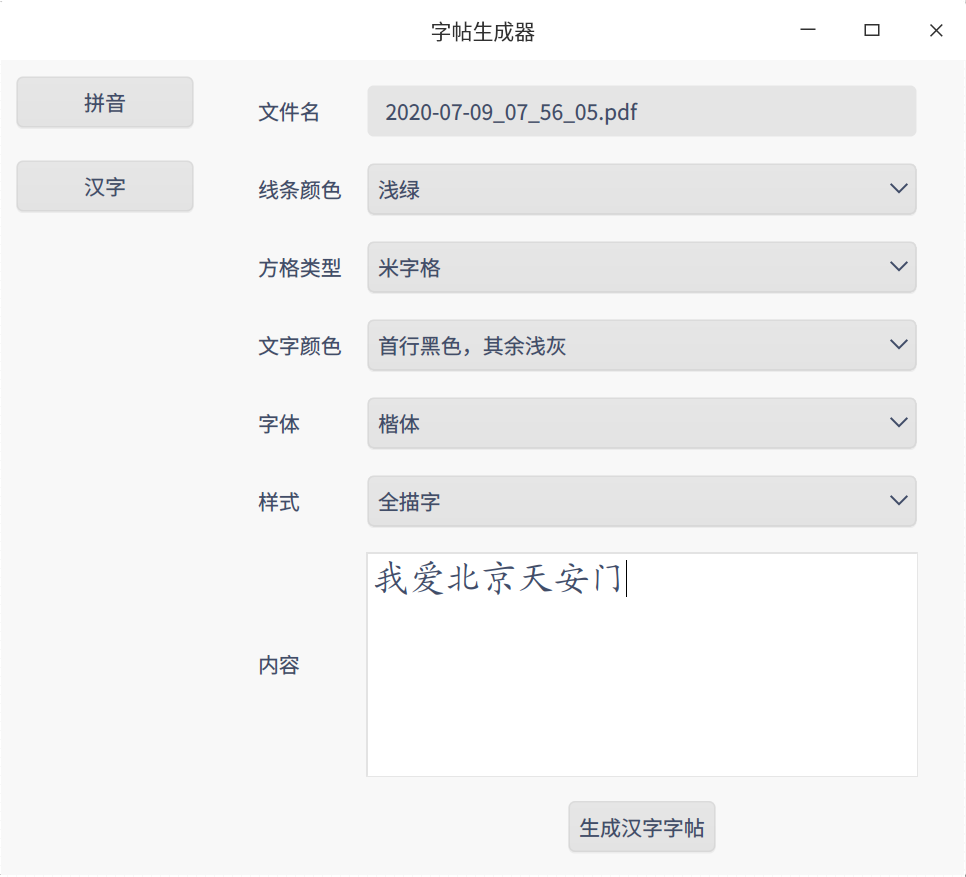 字帖生成器
拼音
汉字
文件名 2020-07-09_07_56_05.pdf
线条颜色 浅绿
方格类型 米字格
文字颜色 首行黑色，其余浅灰
字体 楷体
样式 全描字
内容 我爱北京天安门
生成汉字字帖